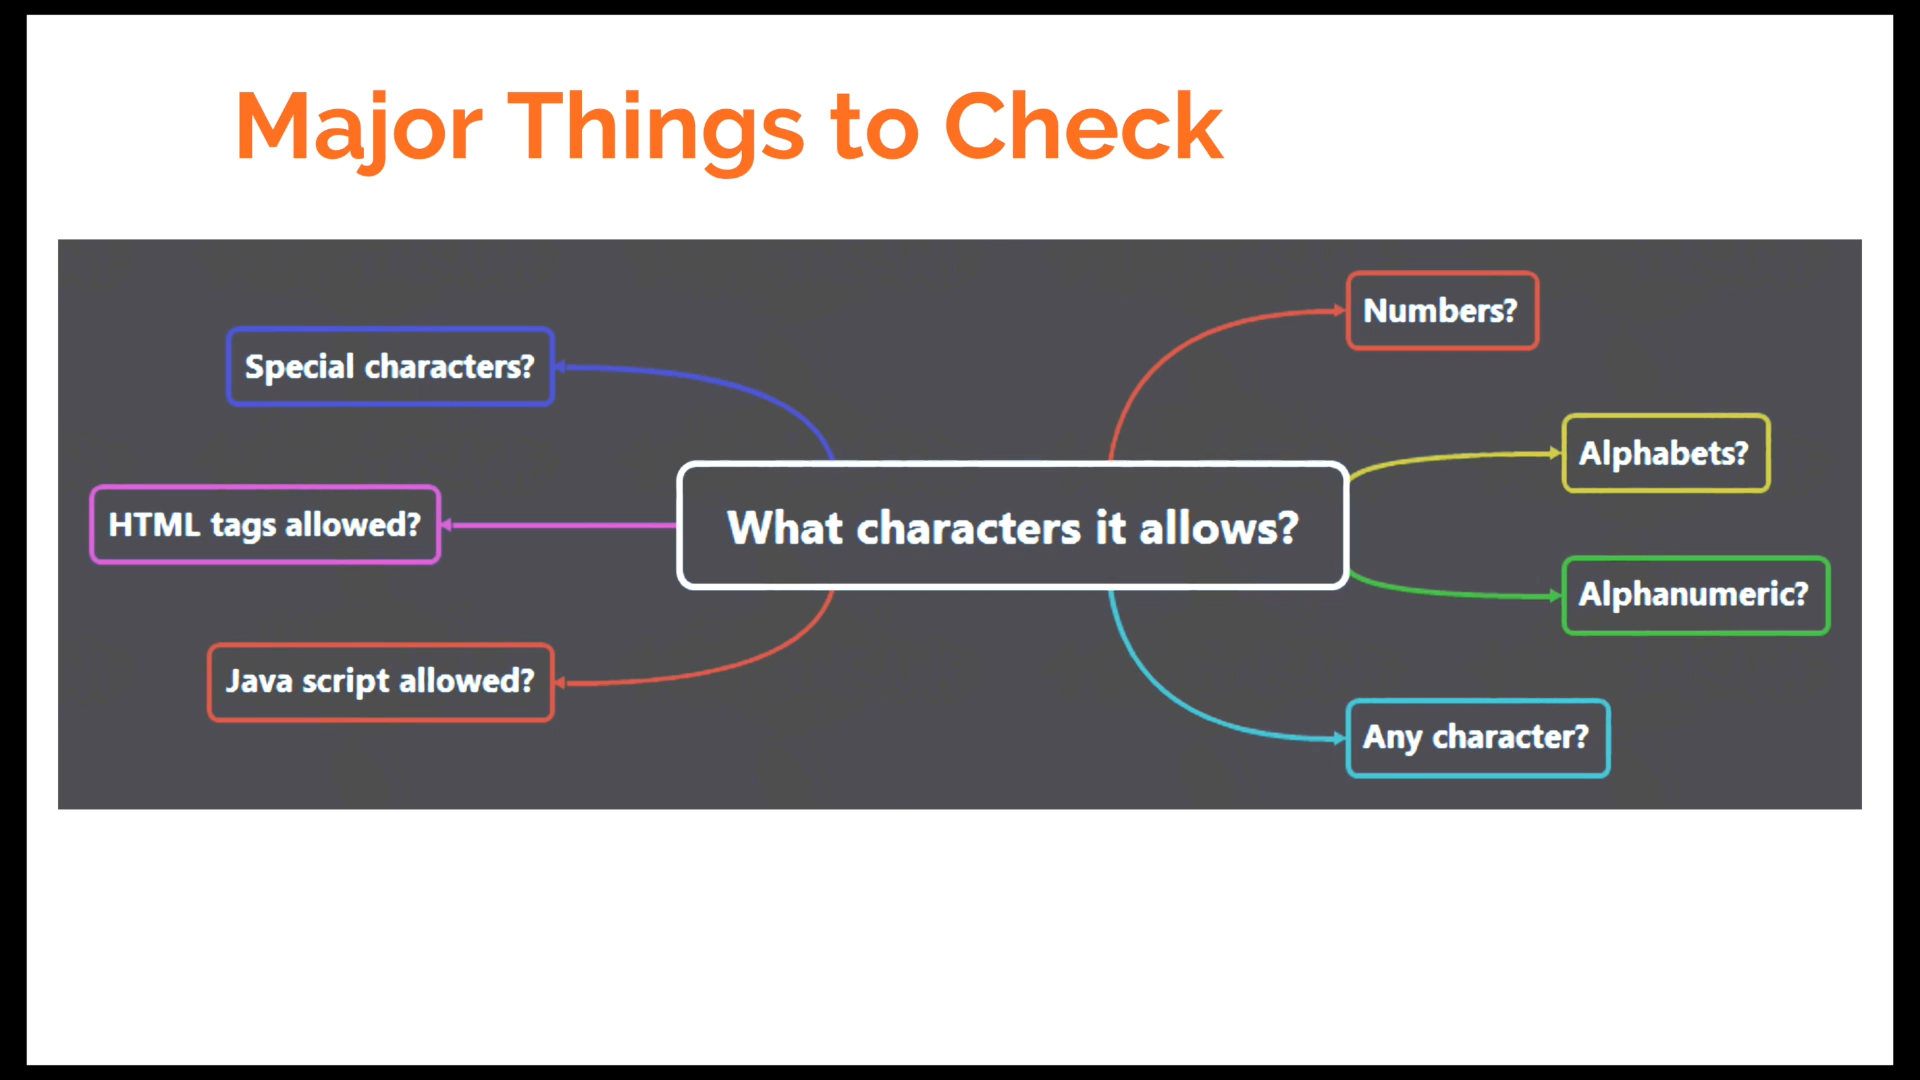 Major Things to Check
Numbers?
Special characters?
Alphabets?
HTML tags allowed?
What characters it allows?
Alphanumeric?
Java script allowed?
Any character?